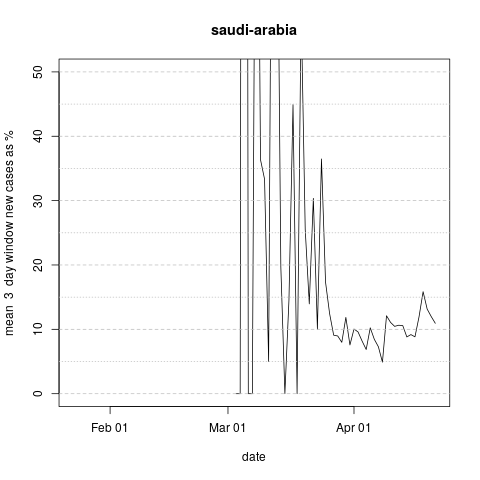 saudi-arabia
mean 3 day window new cases as %
50
40
30
20
10
0
Feb 01
Mar 01
Apr 01
date